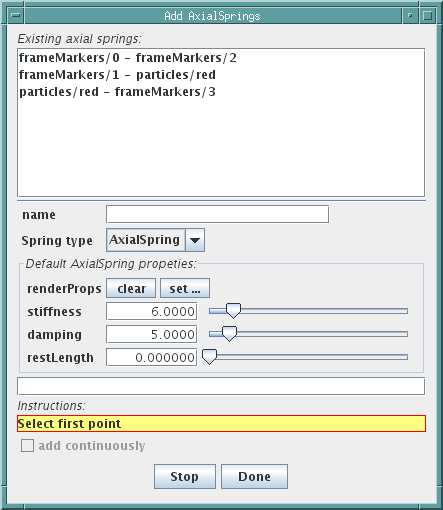 Add AxialSprings
Existing axial springs:
frameMarkers/0 - frameMarkers/2
frameMarkers/1 - particles/red
particles/red - frameMarkers/3
name
Spring type AxialSpring
Default AxialSpring propeties:
renderProps clear set ...
stiffness 6.0000
damping 5.0000
restLength 0.000000
Instructions:
Select first point
add continuously
Stop Done